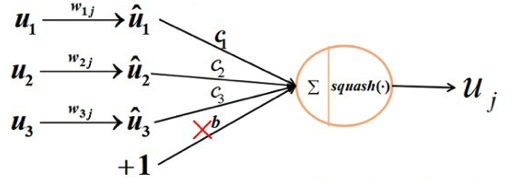 u₁ w₁ⱼ û₁ c₁
u₂ w₂ⱼ û₂ c₂ Σ squash(·) uⱼ
u₃ w₃ⱼ û₃ c₃
b
+1